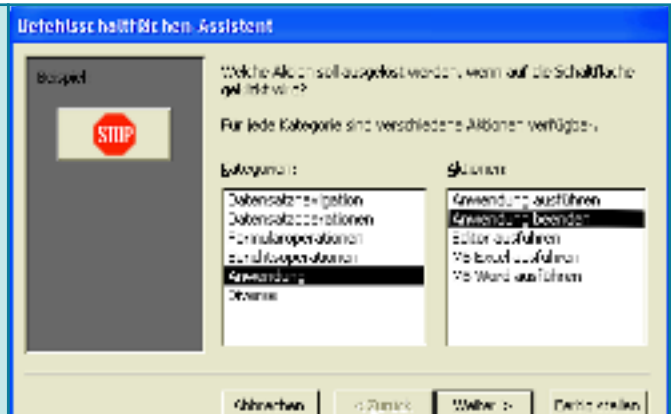 Befehlsschaltflächen-Assistent
Beispiel
STOP
Welche Aktion soll ausgelöst werden, wenn auf die Schaltfläche
geklickt wird?
Für jede Kategorie sind verschiedene Aktionen verfügbar.
Kategorien:
Aktionen:
Datensatznavigation
Datensatzoperationen
Formularoperationen
Berichtsoperationen
Anwendung
Diverse
Anwendung ausführen
Anwendung beenden
Editor ausführen
MS Excel ausführen
MS Word ausführen
Abbrechen
< Zurück
Weiter >
Fertig stellen